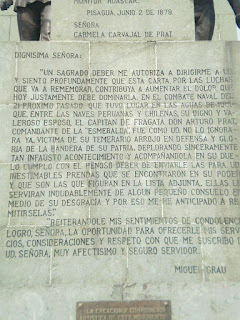 MONITOR HUASCAR.
PISAGUA, JUNIO 2 DE 1879.
SEÑORA,
CARMELA CARVAJAL DE PRAT
DIGNISIMA SEÑORA:
"UN SAGRADO DEBER ME AUTORIZA A DIRIGIRME A UD.
Y SIENTO PROFUNDAMENTE QUE ESTA CARTA, POR LAS LUCHAS
QUE VA A REMEMORAR, CONTRIBUYA A AUMENTAR EL DOLOR QUE
HOY JUSTAMENTE DEBE DOMINARLA. EN EL COMBATE NAVAL DEL
21 PROXIMO PASADO, QUE TUVO LUGAR EN LAS AGUAS DE IQUI-
QUE, ENTRE LAS NAVES PERUANAS Y CHILENAS, SU DIGNO Y VA-
LEROSO ESPOSO, EL CAPITAN DE FRAGATA DON ARTURO PRAT,
COMANDANTE DE LA "ESMERALDA", FUE, COMO UD. NO LO IGNORA-
RA YA, VICTIMA DE SU TEMERARIO ARROJO EN DEFENSA Y GLO-
RIA DE LA BANDERA DE SU PATRIA. DEPLORANDO SINCERAMENTE
TAN INFAUSTO ACONTECIMIENTO Y ACOMPAÑANDOLA EN SU DUELO,
CUMPLO CON EL PENOSO DEBER DE ENVIARLE LAS PARA UD.
INESTIMABLES PRENDAS QUE SE ENCONTRARON EN SU PODER
Y QUE SON LAS QUE FIGURAN EN LA LISTA ADJUNTA. ELLAS LE
SERVIRAN INDUDABLEMENTE DE ALGUN PEQUEÑO CONSUELO EN
MEDIO DE SU DESGRACIA Y POR ESO ME HE ANTICIPADO A RE-
MITIRSELAS."
"REITERANDOLE MIS SENTIMIENTOS DE CONDOLENCIA
LOGRO, SEÑORA, LA OPORTUNIDAD PARA OFRECERLE MIS SERVI-
CIOS, CONSIDERACIONES Y RESPETO CON QUE ME SUSCRIBO DE
UD. SEÑORA, MUY AFECTISIMO Y SEGURO SERVIDOR.
MIGUEL GRAU